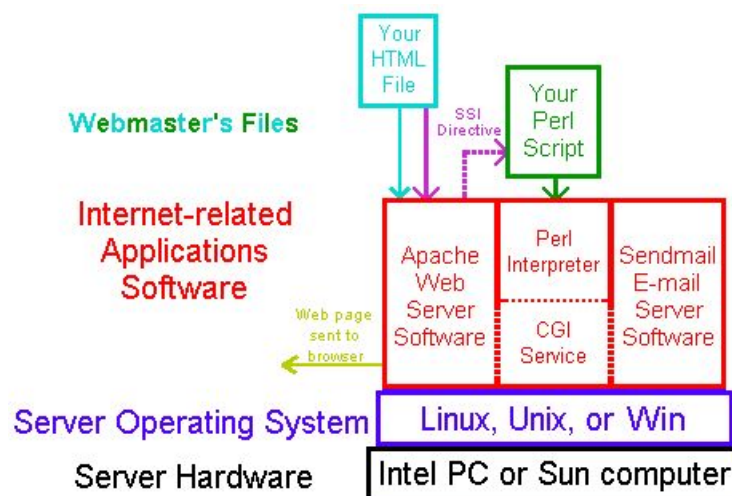 Your
HTML
File
SSI
Directive
Your
Perl
Script
Webmaster's Files
Internet-related
Applications
Software
Apache
Web
Server
Software
Perl
Interpreter
CGI
Service
Sendmail
E-mail
Server
Software
Web page
sent to
browser
Server Operating System
Linux, Unix, or Win
Server Hardware
Intel PC or Sun computer